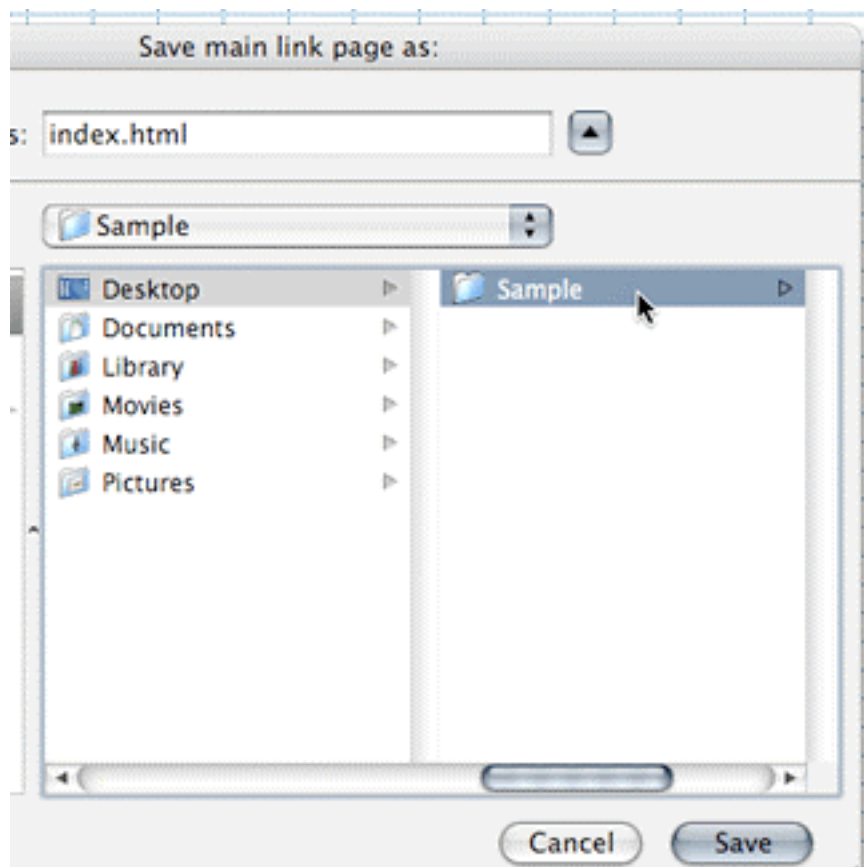 Save main link page as:
s: index.html
Sample
Desktop
Sample
Documents
Library
Movies
Music
Pictures
Cancel Save